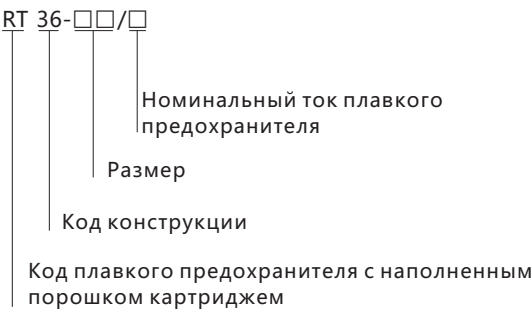 RT 36-□□/□
Номинальный ток плавкого
предохранителя
Размер
Код конструкции
Код плавкого предохранителя с наполненным
порошком картриджем